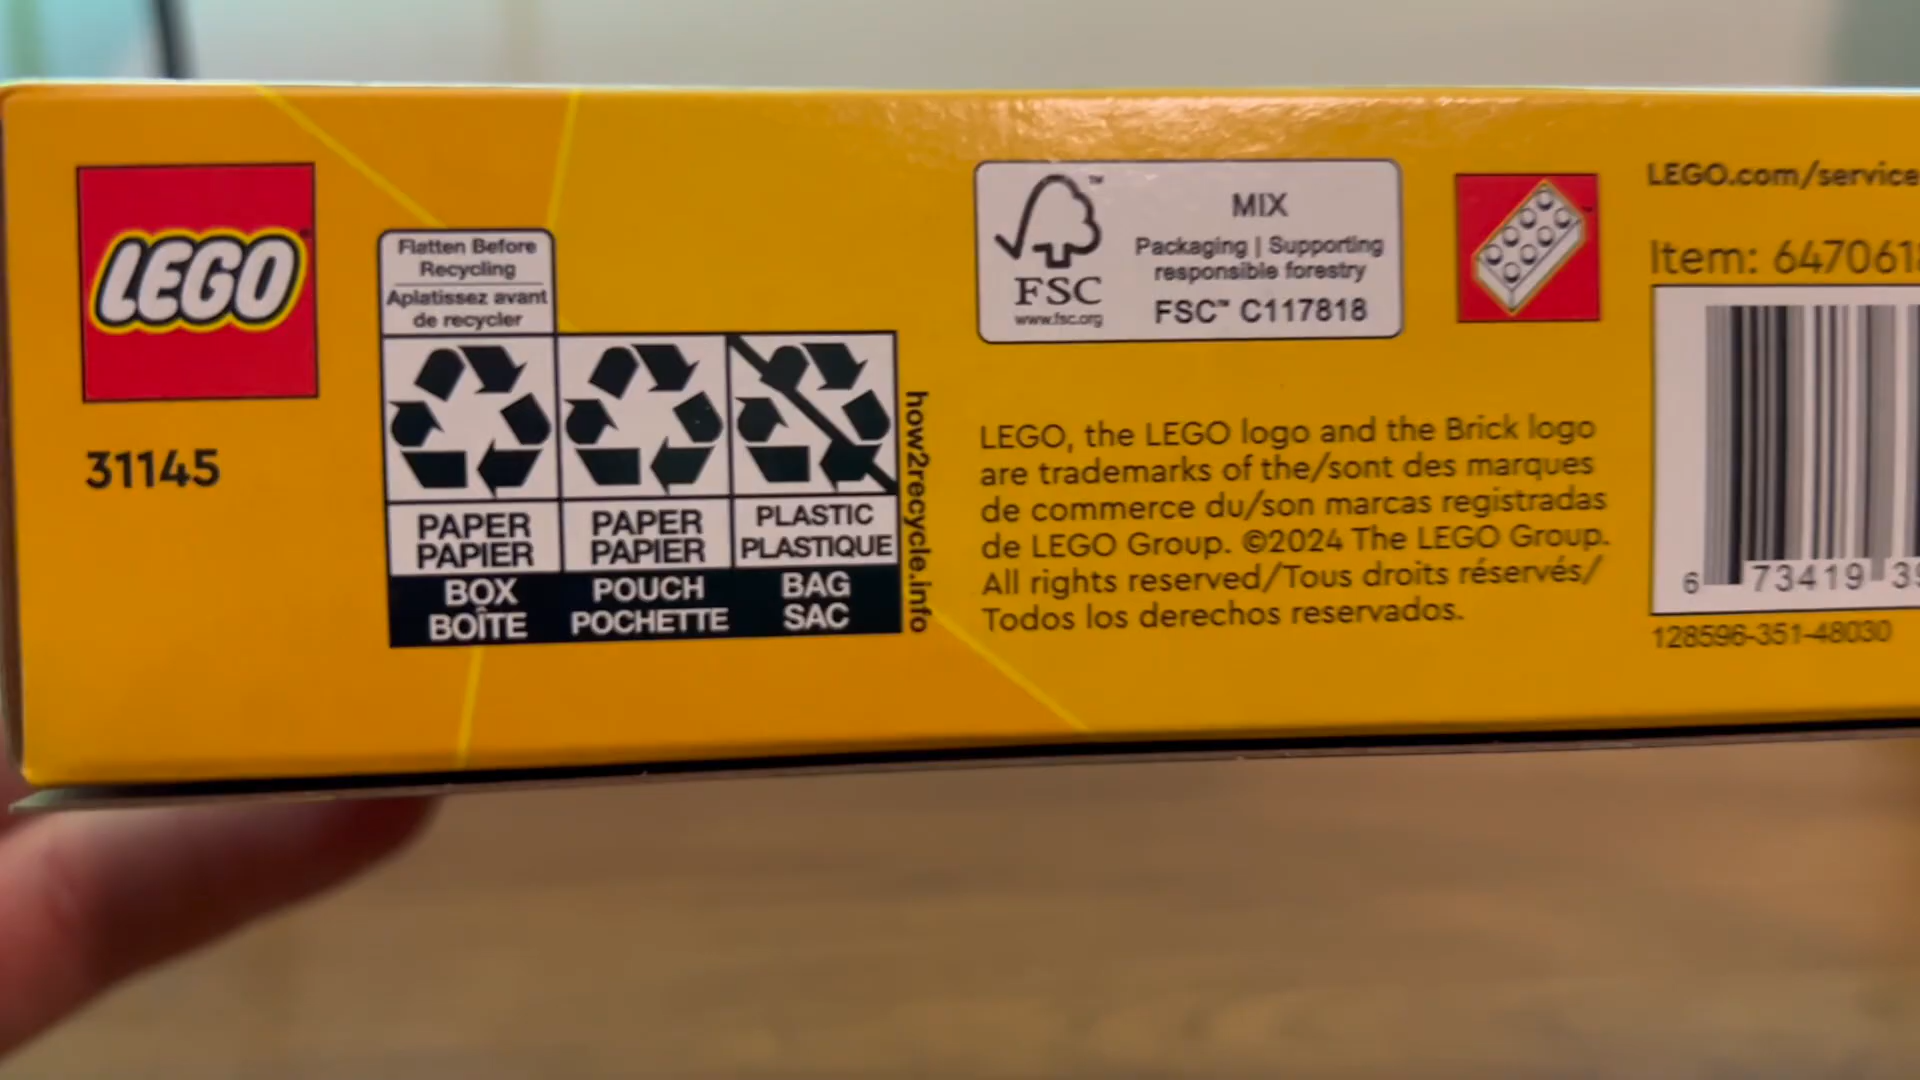 LEGO
31145
Flatten Before
Recycling
Aplatissez avant
de recycler
PAPER
PAPIER
BOX
BOÎTE
PAPER
PAPIER
POUCH
POCHETTE
PLASTIC
PLASTIQUE
BAG
SAC
how2recycle.info
FSC
www.fsc.org
MIX
Packaging | Supporting
responsible forestry
FSC™ C117818
LEGO, the LEGO logo and the Brick logo
are trademarks of the/sont des marques
de commerce du/son marcas registradas
de LEGO Group. ©2024 The LEGO Group.
All rights reserved/Tous droits réservés/
Todos los derechos reservados.
LEGO.com/service
Item: 647061
6 73419 39
128596-351-48030